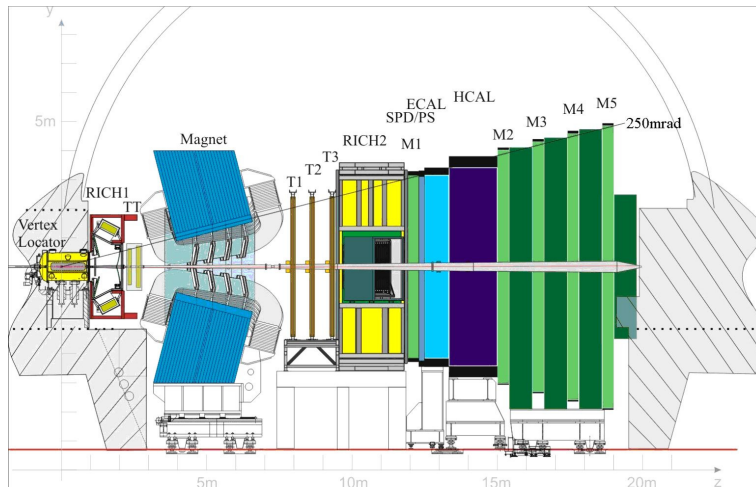 y
5m
Magnet
RICH1
TT
Vertex
Locator
T1
T2
T3
RICH2
M1
SPD/PS
ECAL
HCAL
M2
M3
M4
M5
250mrad
5m
10m
15m
20m
z